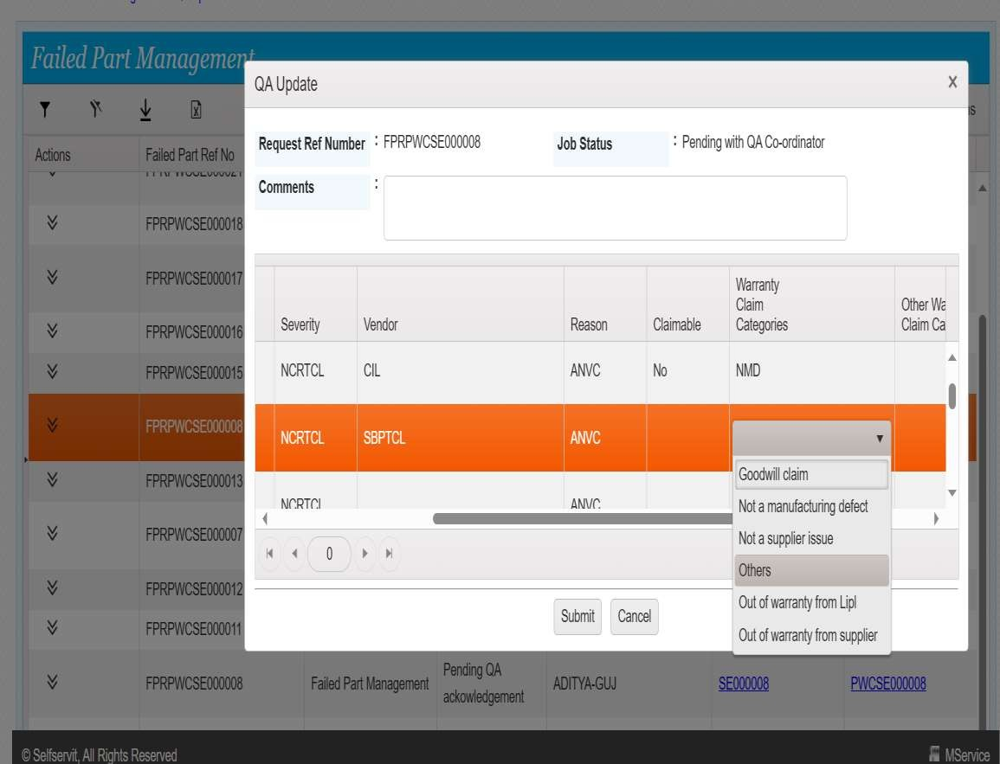 Failed Part Management
QA Update
x
Request Ref Number : FPRPWCSE000008 Job Status : Pending with QA Co-ordinator
Comments :
Actions Failed Part Ref No
FPRPWCSE000018
FPRPWCSE000017
FPRPWCSE000016
FPRPWCSE000015
FPRPWCSE000008
FPRPWCSE000013
FPRPWCSE000007
FPRPWCSE000012
FPRPWCSE000011
Severity Vendor Reason Claimable Warranty
Claim
Categories Other Wa
Claim Ca
NCRTCL CIL ANVC No NMD
NCRTCL SBPTCL ANVC
NCRTCL ANVC
Goodwill claim
Not a manufacturing defect
Not a supplier issue
Others
Out of warranty from Lipl
Out of warranty from supplier
0
Submit Cancel
FPRPWCSE000008 Failed Part Management Pending QA
ackowledgement ADITYA-GUJ SE000008 PWCSE000008
© Selfservit, All Rights Reserved MService